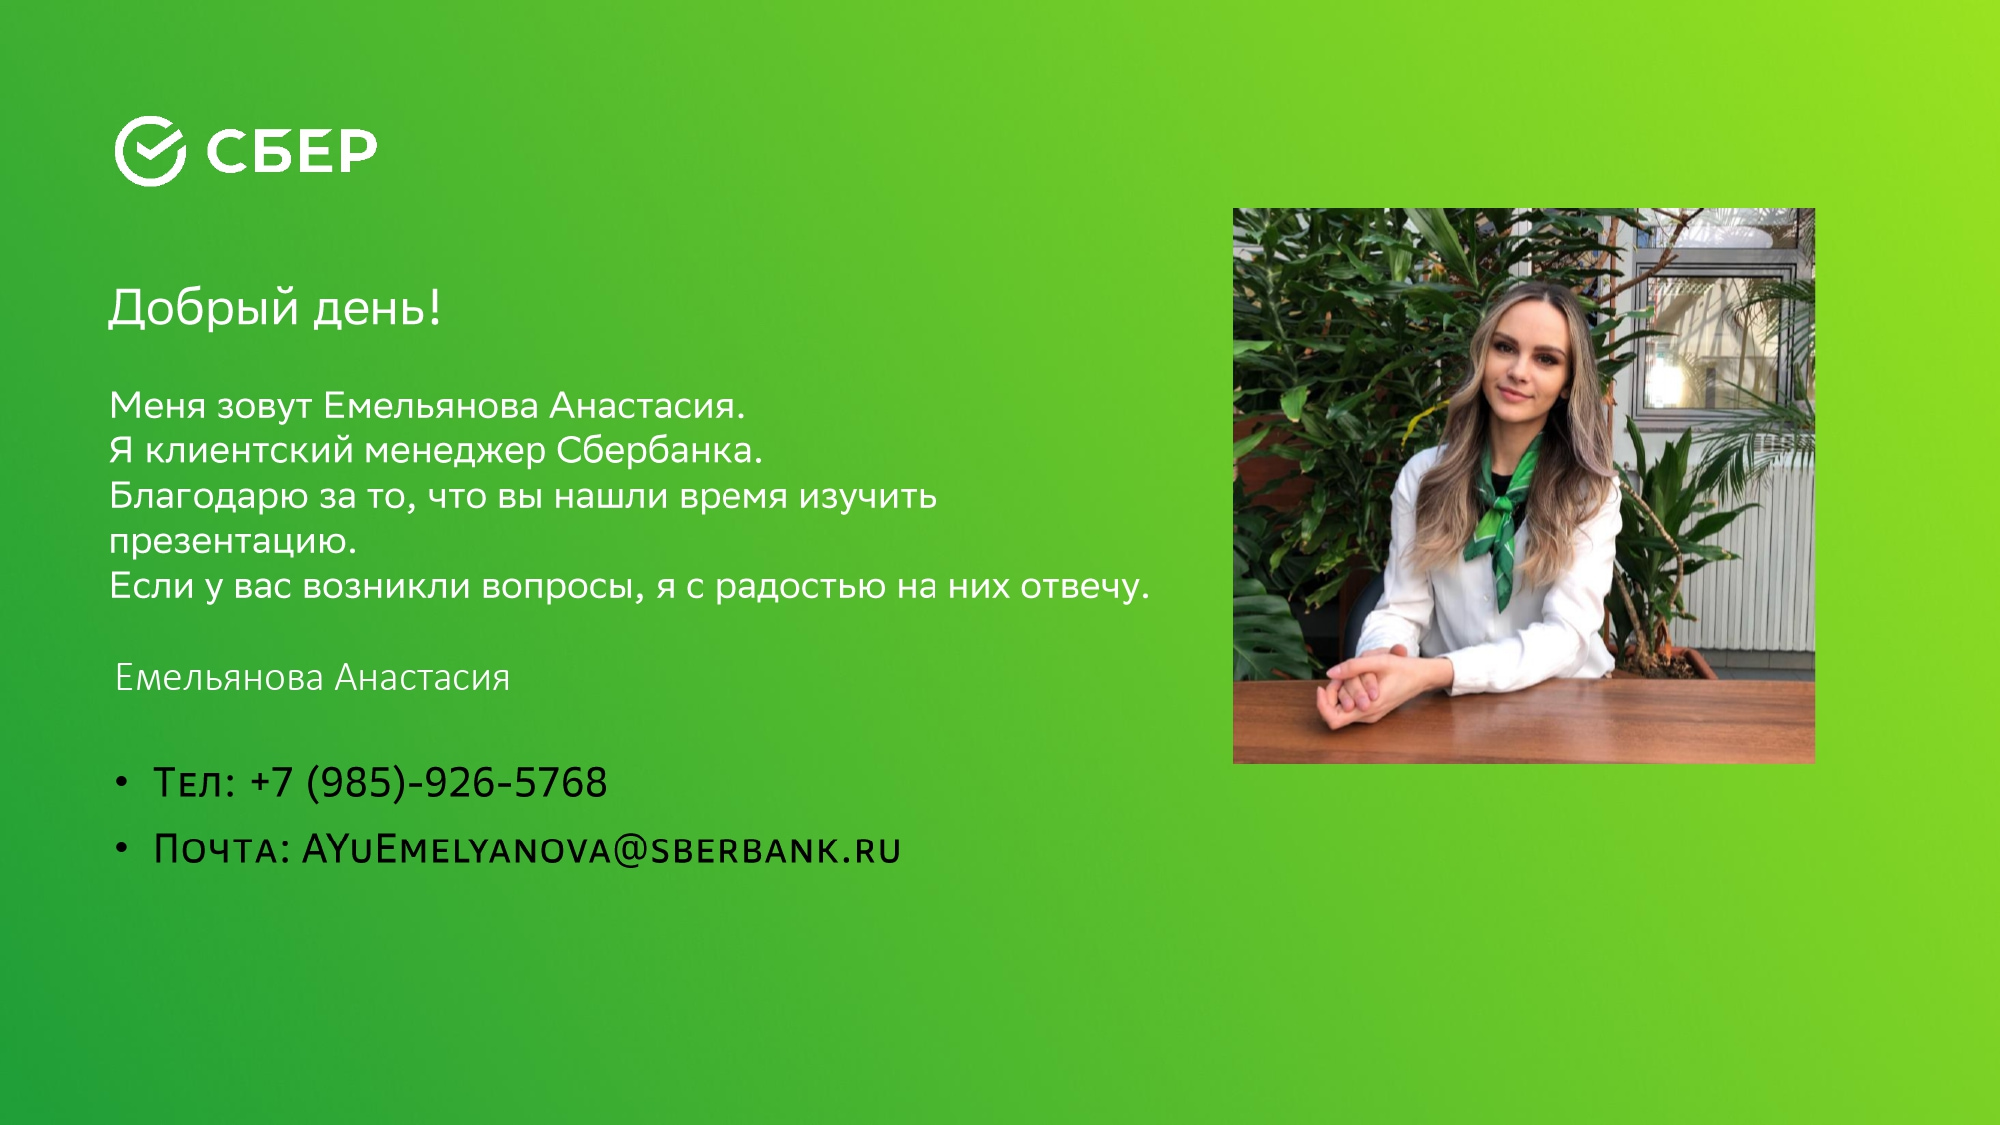 СБЕР
Добрый день!
Меня зовут Емельянова Анастасия.
Я клиентский менеджер Сбербанка.
Благодарю за то, что вы нашли время изучить
презентацию.
Если у вас возникли вопросы, я с радостью на них отвечу.
Емельянова Анастасия
• Тел: +7 (985)-926-5768
• Почта: AYuEmelyanova@sberbank.ru